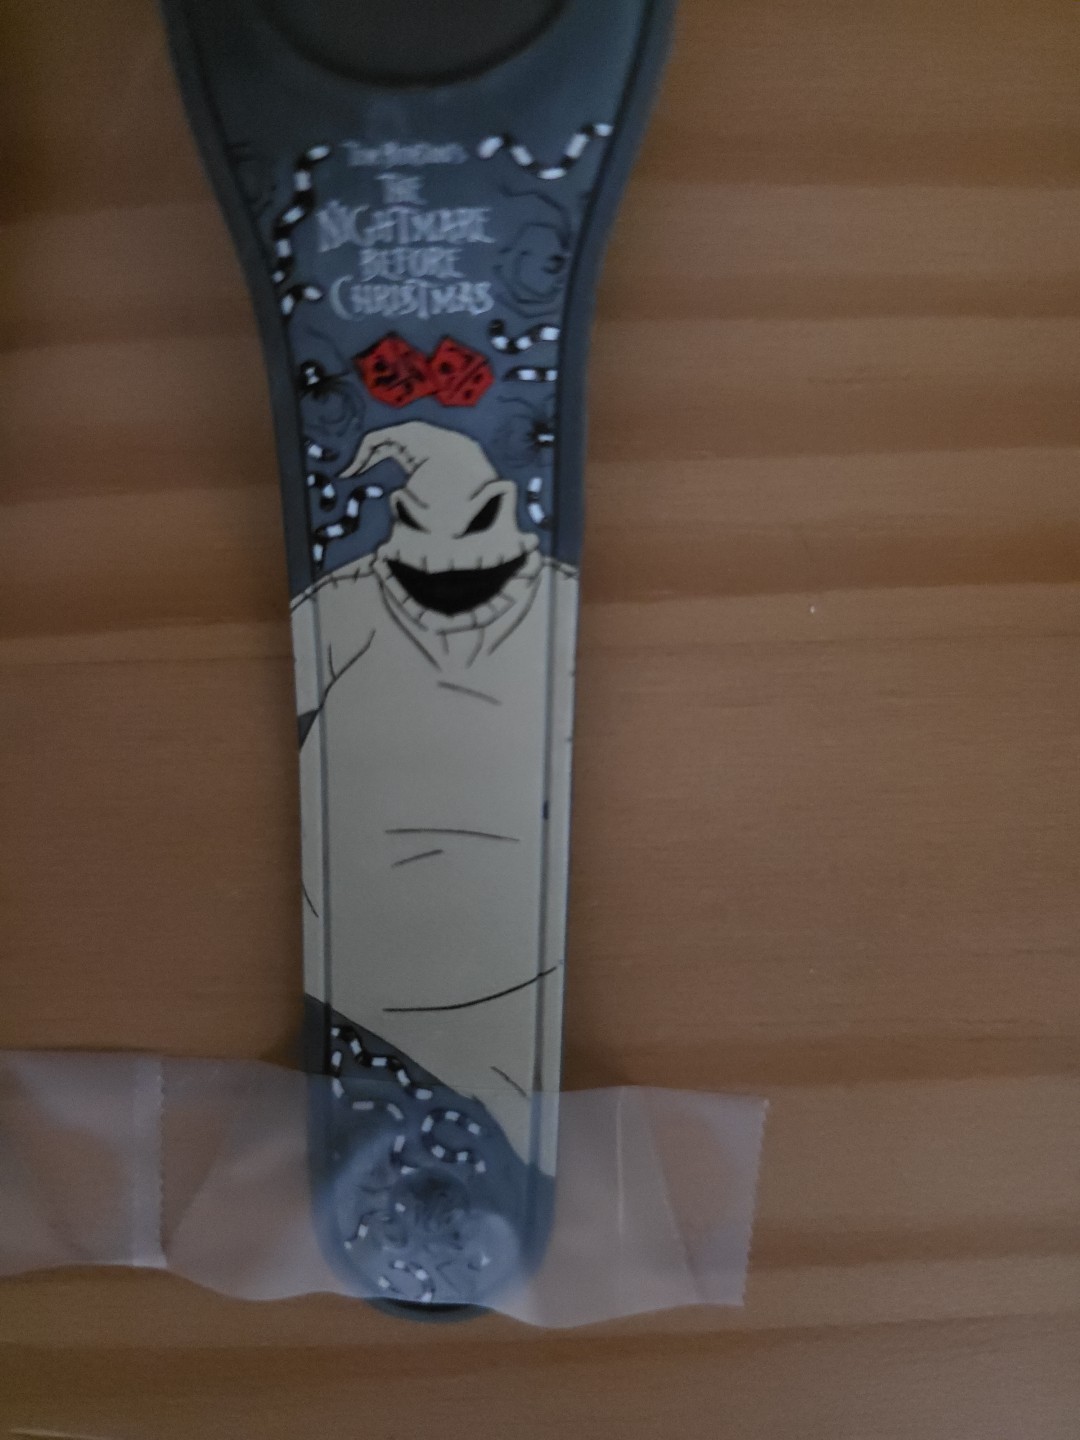 Tim Burton's
THE
NIGHTMARE
BEFORE
CHRISTMAS